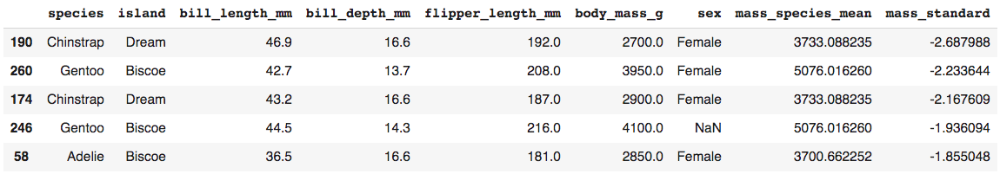 species island bill_length_mm bill_depth_mm flipper_length_mm body_mass_g sex mass_species_mean mass_standard
190 Chinstrap Dream 46.9 16.6 192.0 2700.0 Female 3733.088235 -2.687988
260 Gentoo Biscoe 42.7 13.7 208.0 3950.0 Female 5076.016260 -2.233644
174 Chinstrap Dream 43.2 16.6 187.0 2900.0 Female 3733.088235 -2.167609
246 Gentoo Biscoe 44.5 14.3 216.0 4100.0 NaN 5076.016260 -1.936094
58 Adelie Biscoe 36.5 16.6 181.0 2850.0 Female 3700.662252 -1.855048